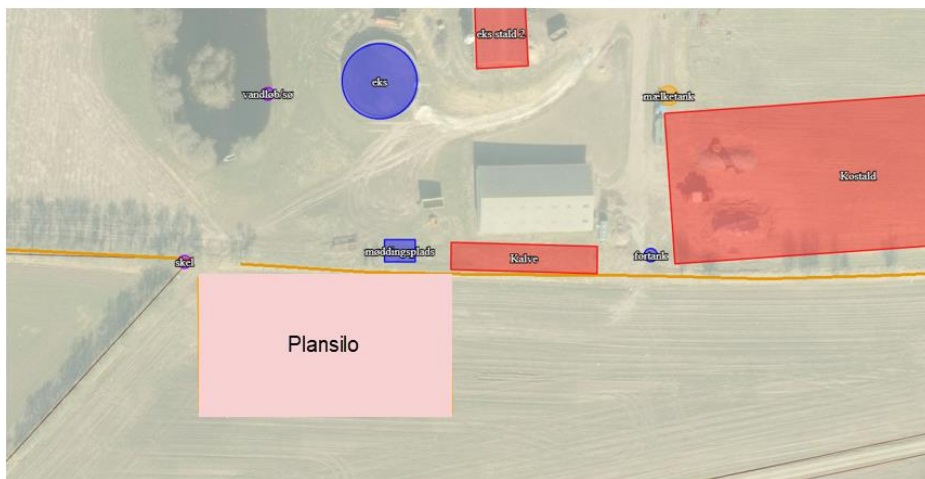 eks stald 2
eks
vandløb/sø
mælketank
Kostald
møddingsplads
skel
Kalve
fortank
Plansilo